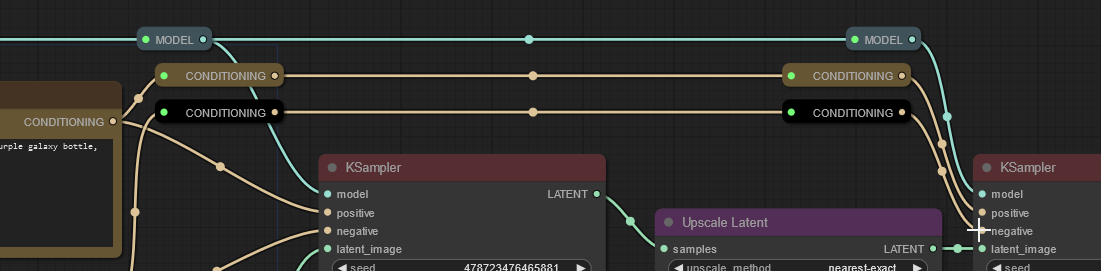 MODEL MODEL
CONDITIONING CONDITIONING
CONDITIONING CONDITIONING
CONDITIONING
urple galaxy bottle,
KSampler KSampler
model LATENT model
positive positive
Upscale Latent
negative negative
latent_image samples LATENT latent_image
seed 478723476465881 upscale_method nearest-exact seed